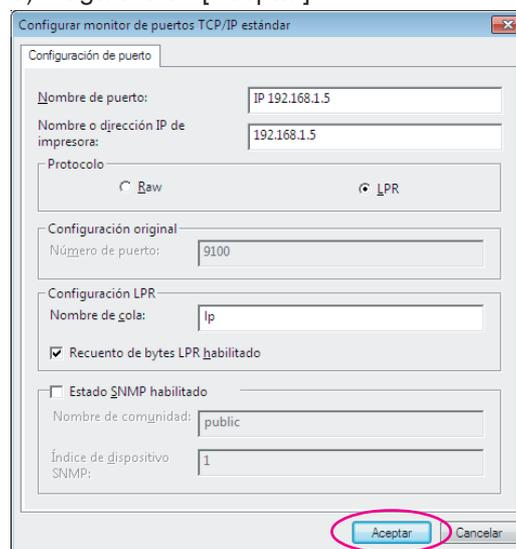 Configurar monitor de puertos TCP/IP estándar
Configuración de puerto
Nombre de puerto: IP 192.168.1.5
Nombre o dirección IP de
impresora: 192.168.1.5
Protocolo
Raw LPR
Configuración original
Número de puerto: 9100
Configuración LPR
Nombre de cola: lp
Recuento de bytes LPR habilitado
Estado SNMP habilitado
Nombre de comunidad: public
Índice de dispositivo
SNMP: 1
Aceptar Cancelar